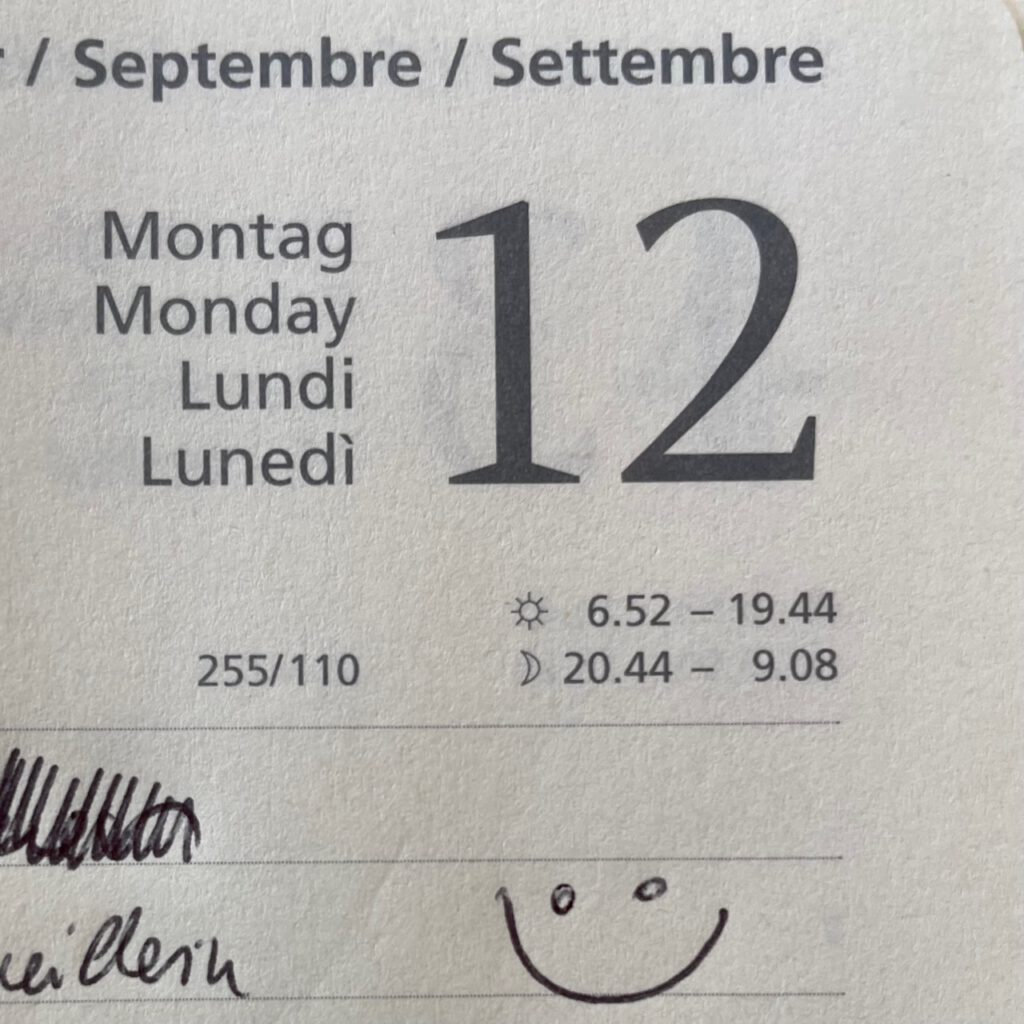 / Septembre / Settembre
Montag
Monday
Lundi
Lunedì
12
6.52 – 19.44
255/110
20.44 – 9.08